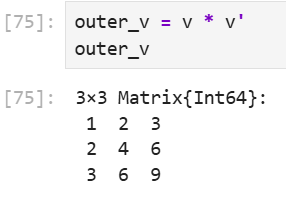 [75]: outer_v = v * v'
outer_v
[75]: 3×3 Matrix{Int64}:
1 2 3
2 4 6
3 6 9